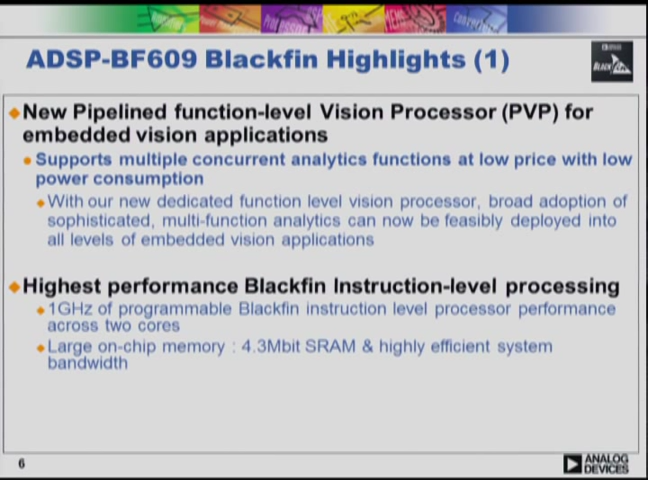 ADSP-BF609 Blackfin Highlights (1)
New Pipelined function-level Vision Processor (PVP) for
embedded vision applications
Supports multiple concurrent analytics functions at low price with low
power consumption
With our new dedicated function level vision processor, broad adoption of
sophisticated, multi-function analytics can now be feasibly deployed into
all levels of embedded vision applications
Highest performance Blackfin Instruction-level processing
1GHz of programmable Blackfin instruction level processor performance
across two cores
Large on-chip memory : 4.3Mbit SRAM & highly efficient system
bandwidth
6
ANALOG
DEVICES